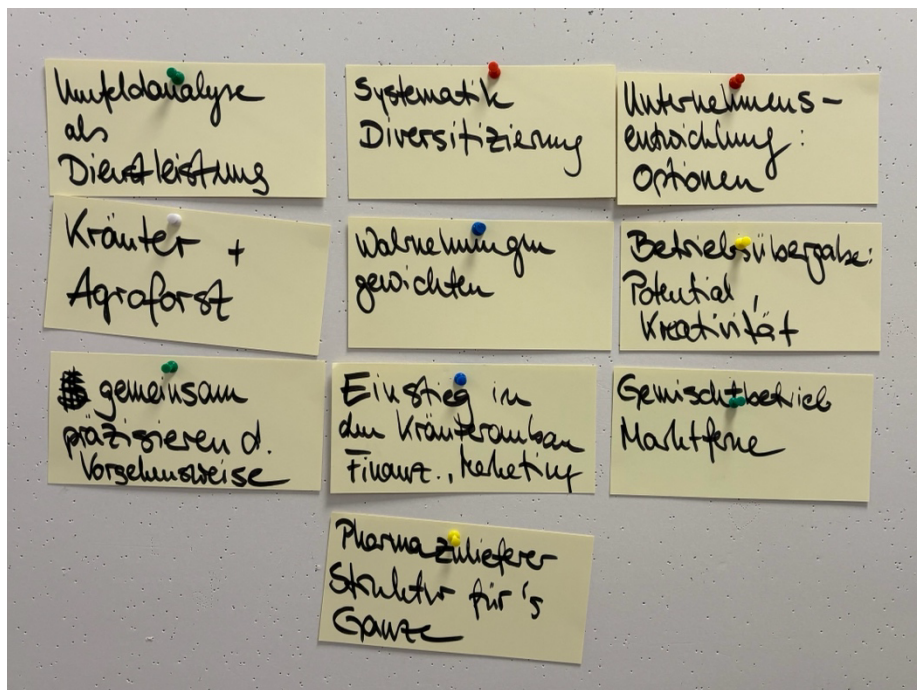 Umfeldanalyse
als
Dienstleistung
Systematik
Diversifizierung
Unternehmens-
entwicklung:
Optionen
Kräuter +
Agroforst
Wahrnehmungen
gewichten
Betriebsübergabe:
Potential,
Kreativität
gemeinsam
präzisieren d.
Vorgehensweise
Einstieg in
den Kräuteranbau
Finanz., Marketing
Gemischtbetrieb
Marktferne
Pharmazulieferer
Struktur für's
Ganze